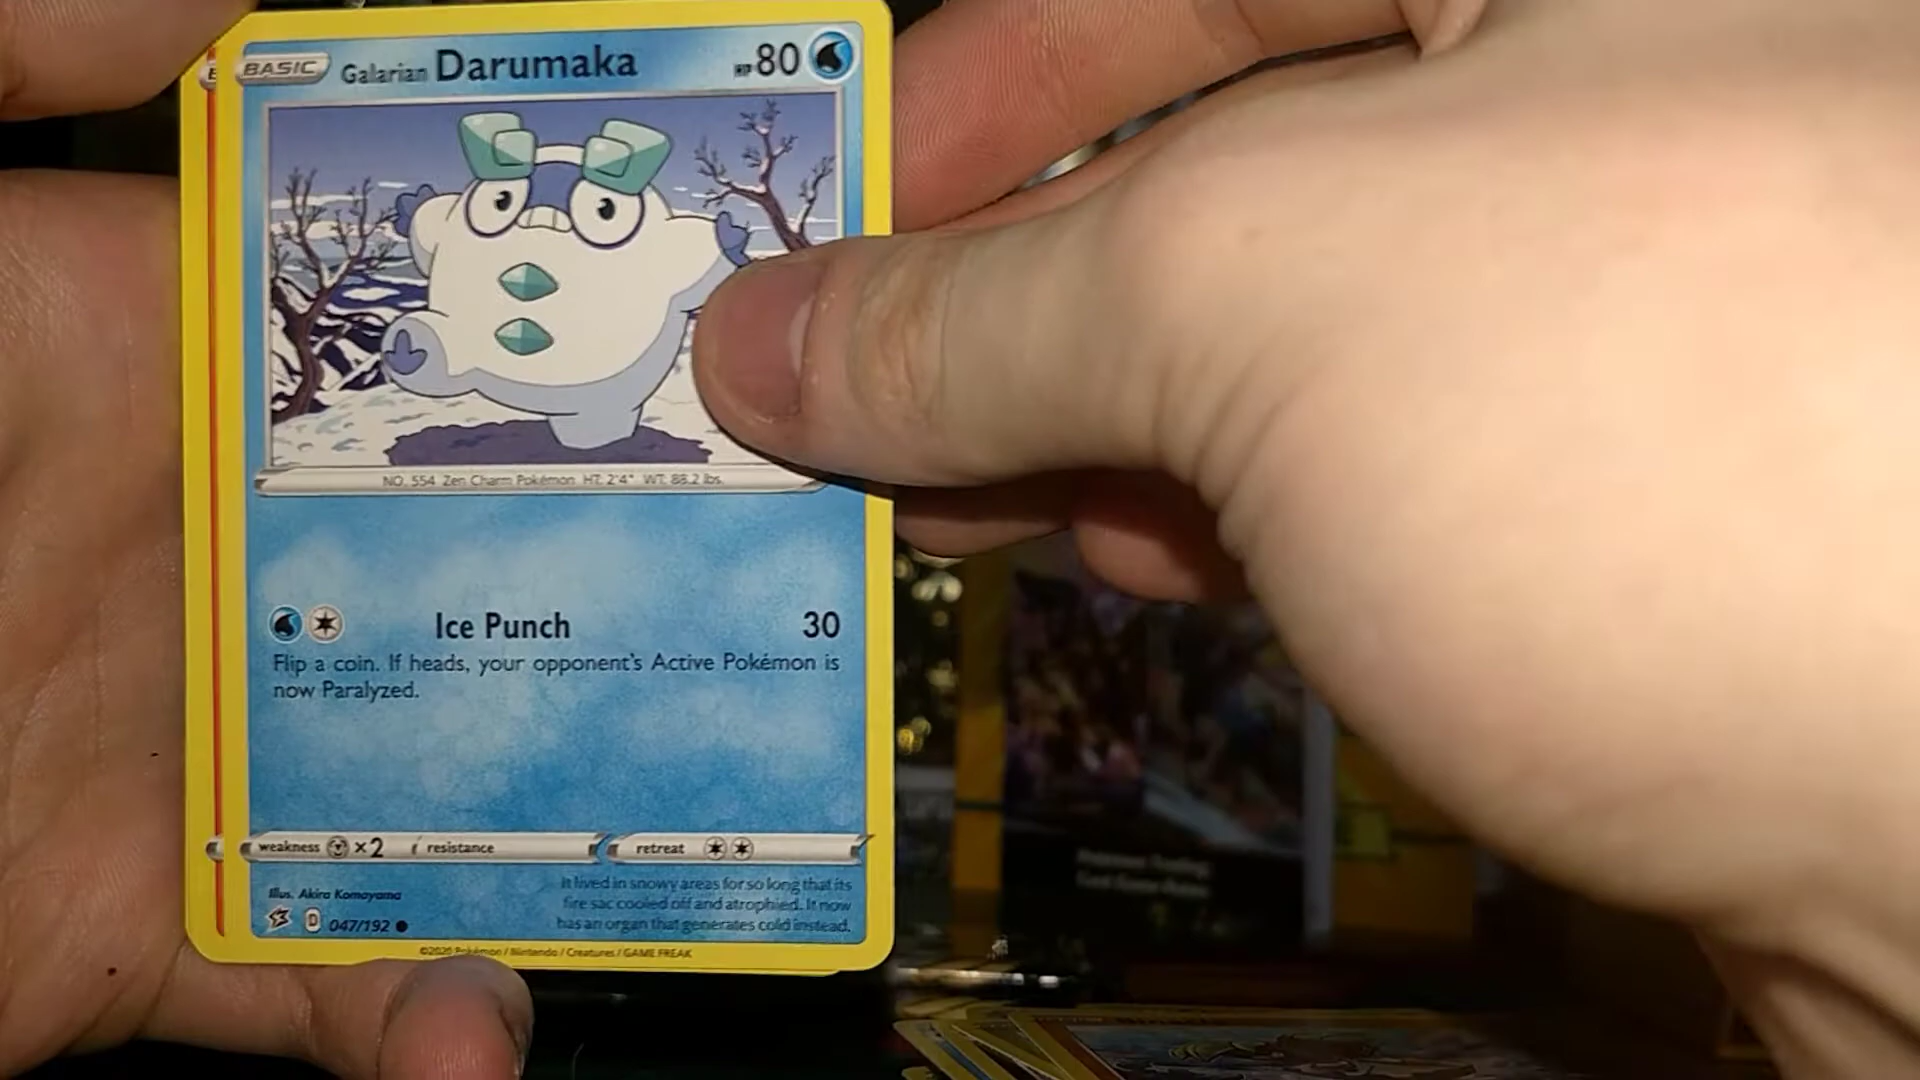 BASIC Galarian Darumaka HP 80
NO. 554 Zen Charm Pokémon HT: 2'4" WT: 88.2 lbs.
Ice Punch 30
Flip a coin. If heads, your opponent's Active Pokémon is
now Paralyzed.
weakness ×2 resistance retreat
Illus. Akira Komayama
It lived in snowy areas for so long that its
fire sac cooled off and atrophied. It now
has an organ that generates cold instead.
D 047/192
©2020 Pokémon / Nintendo / Creatures / GAME FREAK